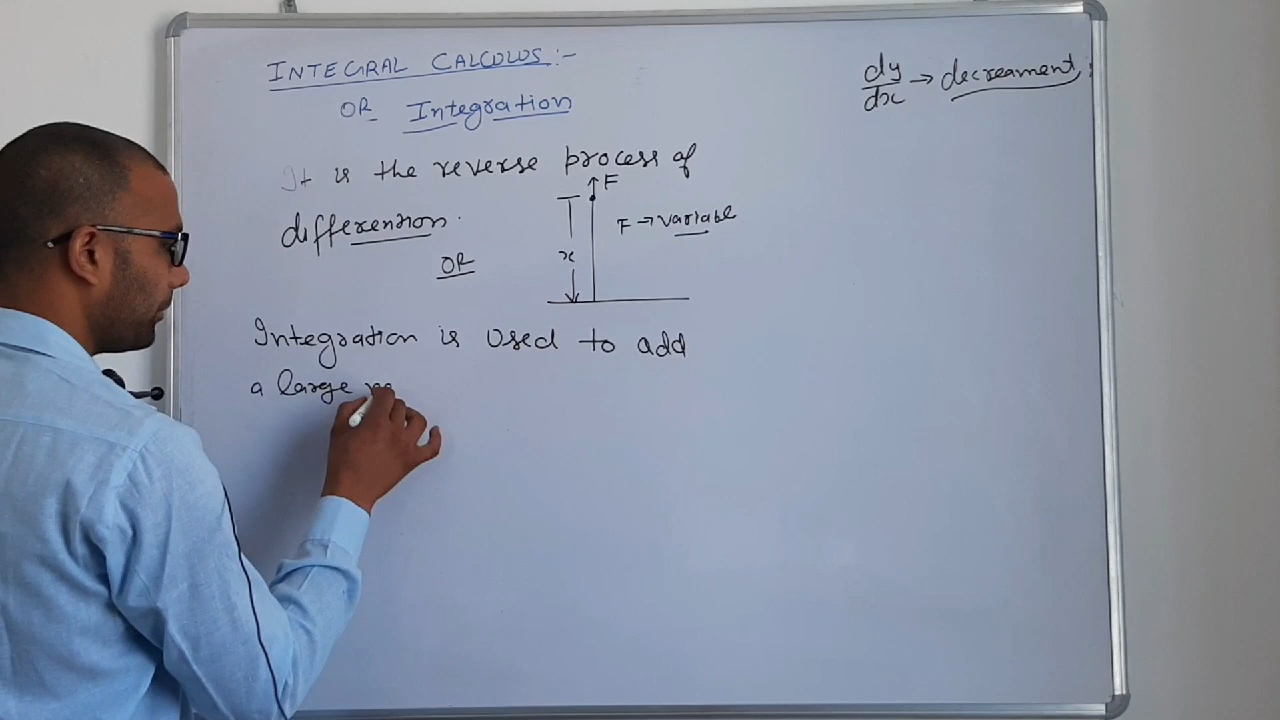 INTEGRAL CALCULUS :-
OR Integration
dy/dx → decreament
It is the reverse process of
differention.
F
F → variable
x
OR
Integration is used to add
a large